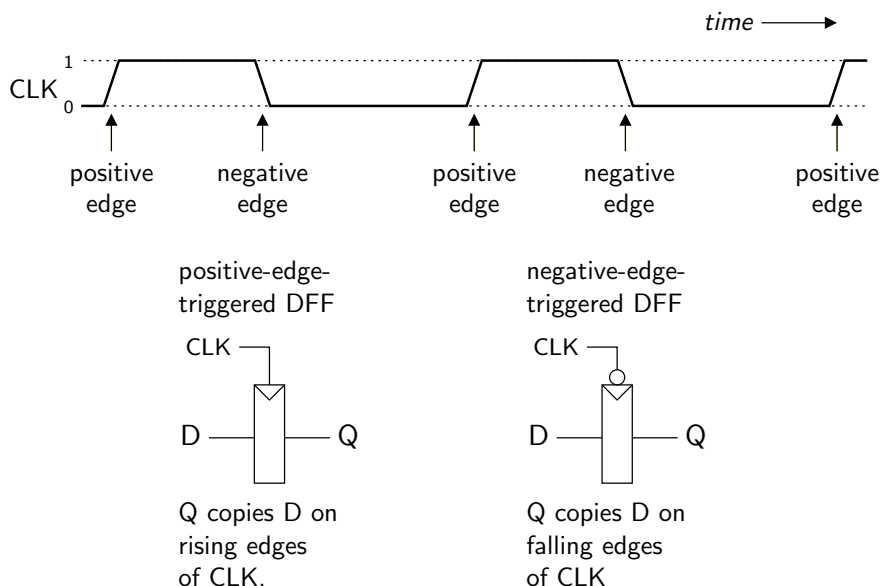 time
1
CLK
0
positive
edge
negative
edge
positive
edge
negative
edge
positive
edge
positive-edge-
triggered DFF
CLK
D
Q
Q copies D on
rising edges
of CLK.
negative-edge-
triggered DFF
CLK
D
Q
Q copies D on
falling edges
of CLK